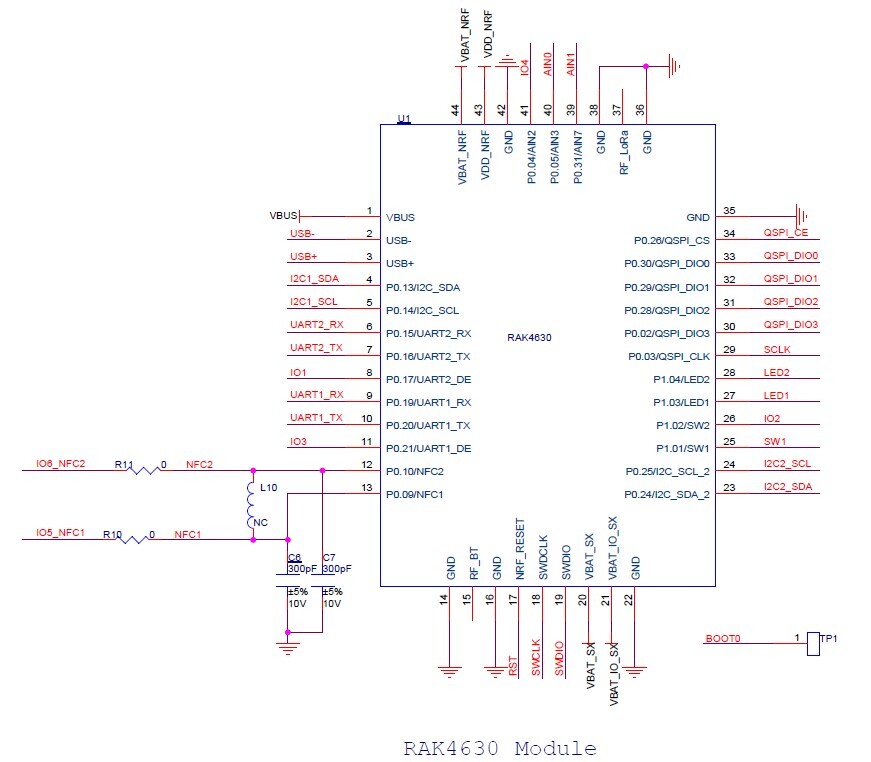 VBAT_NRF
VDD_NRF
IO4
AIN0
AIN1
44
43
42
41
40
39
38
37
36
U1
VBAT_NRF
VDD_NRF
GND
P0.04/AIN2
P0.05/AIN3
P0.31/AIN7
GND
RF_LoRa
GND
VBUS 1 VBUS
USB- 2 USB-
USB+ 3 USB+
I2C1_SDA 4 P0.13/I2C_SDA
I2C1_SCL 5 P0.14/I2C_SCL
UART2_RX 6 P0.15/UART2_RX
UART2_TX 7 P0.16/UART2_TX
IO1 8 P0.17/UART2_DE
UART1_RX 9 P0.19/UART1_RX
UART1_TX 10 P0.20/UART1_TX
IO3 11 P0.21/UART1_DE
IO6_NFC2 R11 0 NFC2 12 P0.10/NFC2
13 P0.09/NFC1
L10
NC
IO5_NFC1 R10 0 NFC1
C6 C7
300pF 300pF
±5% ±5%
10V 10V
RAK4630
GND 35
P0.26/QSPI_CS 34 QSPI_CE
P0.30/QSPI_DIO0 33 QSPI_DIO0
P0.29/QSPI_DIO1 32 QSPI_DIO1
P0.28/QSPI_DIO2 31 QSPI_DIO2
P0.02/QSPI_DIO3 30 QSPI_DIO3
P0.03/QSPI_CLK 29 SCLK
P1.04/LED2 28 LED2
P1.03/LED1 27 LED1
P1.02/SW2 26 IO2
P1.01/SW1 25 SW1
P0.25/I2C_SCL_2 24 I2C2_SCL
P0.24/I2C_SDA_2 23 I2C2_SDA
GND
RF_BT
GND
NRF_RESET
SWDCLK
SWDIO
VBAT_SX
VBAT_IO_SX
GND
14
15
16
17
18
19
20
21
22
RST
SWCLK
SWDIO
VBAT_SX
VBAT_IO_SX
BOOT0 1 TP1
RAK4630 Module